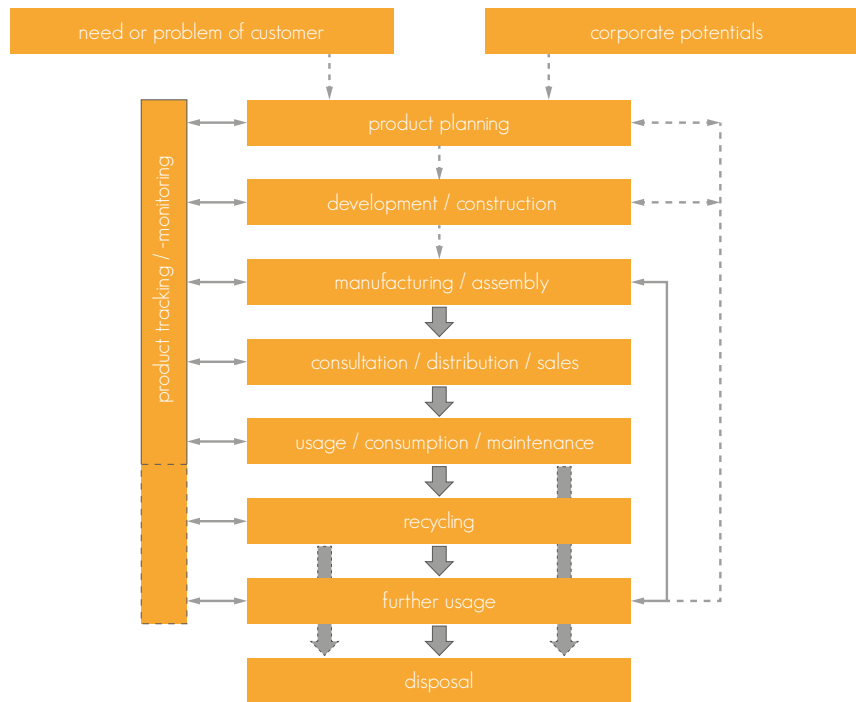 need or problem of customer
corporate potentials
product planning
development / construction
manufacturing / assembly
consultation / distribution / sales
usage / consumption / maintenance
recycling
further usage
disposal
product tracking / -monitoring